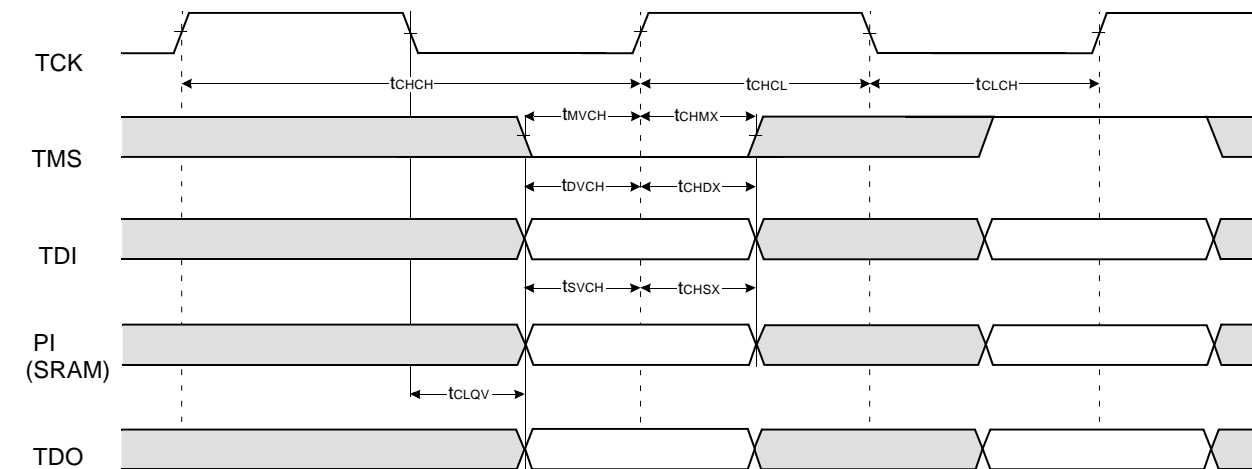 TCK
tCHCH
tCHCL
tCLCH
tMVCH
tCHMX
TMS
tDVCH
tCHDX
TDI
tSVCH
tCHSX
PI
(SRAM)
tCLQV
TDO